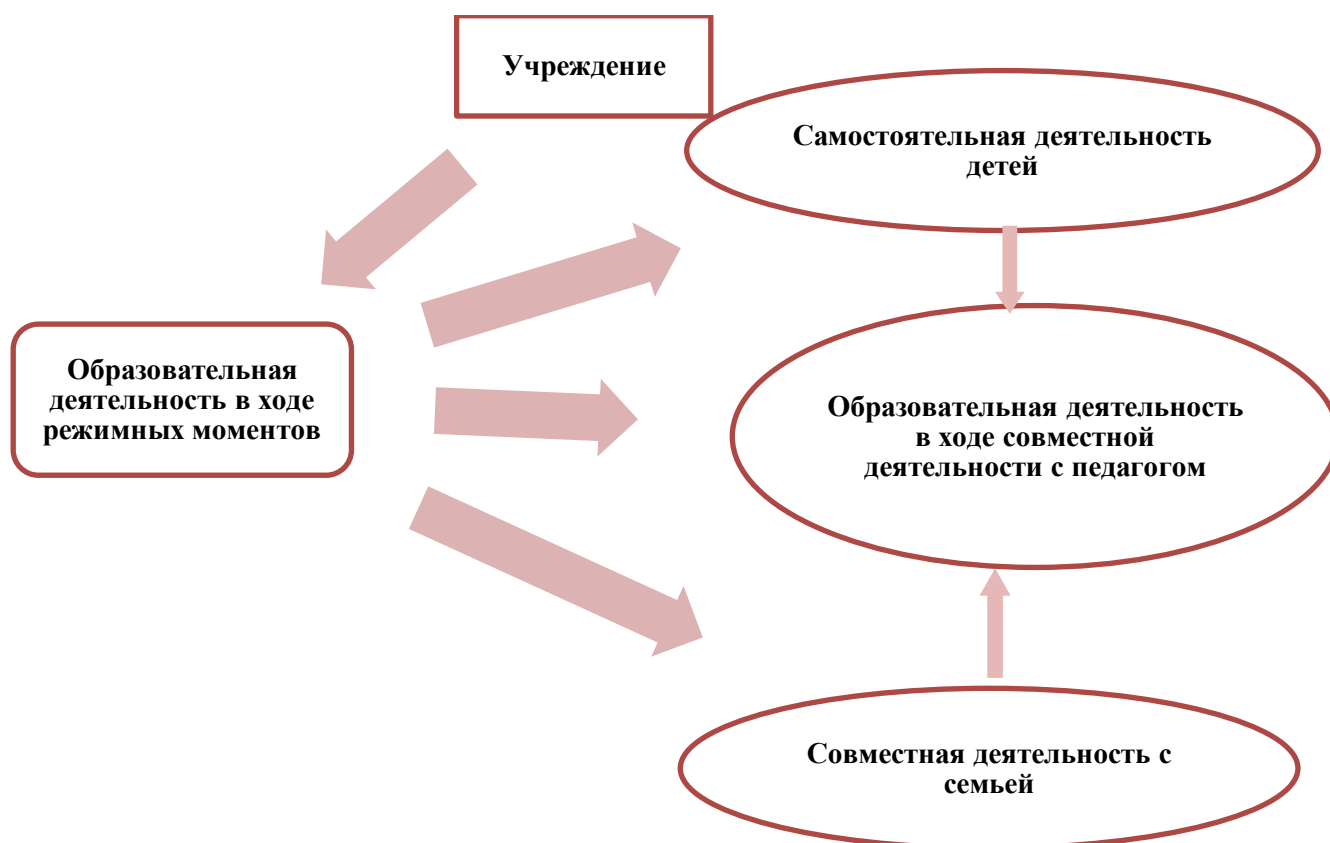 Учреждение
Самостоятельная деятельность
детей
Образовательная
деятельность в ходе
режимных моментов
Образовательная деятельность
в ходе совместной
деятельности с педагогом
Совместная деятельность с
семьей